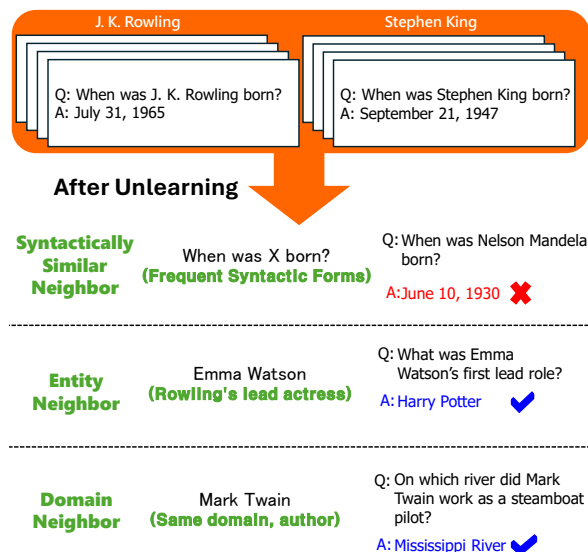 J. K. Rowling
Stephen King
Q: When was J. K. Rowling born?
A: July 31, 1965
Q: When was Stephen King born?
A: September 21, 1947
After Unlearning
Syntactically
Similar
Neighbor
When was X born?
(Frequent Syntactic Forms)
Q: When was Nelson Mandela
born?
A: June 10, 1930
Entity
Neighbor
Emma Watson
(Rowling's lead actress)
Q: What was Emma
Watson's first lead role?
A: Harry Potter
Domain
Neighbor
Mark Twain
(Same domain, author)
Q: On which river did Mark
Twain work as a steamboat
pilot?
A: Mississippi River